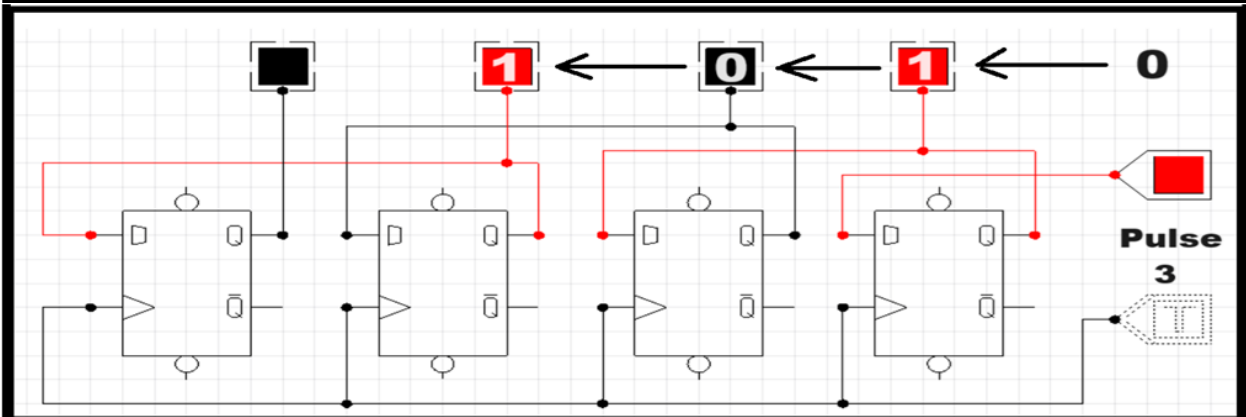 1 0 1 0
D Q D Q D Q D Q
Pulse
3
Q̅ Q̅ Q̅ Q̅